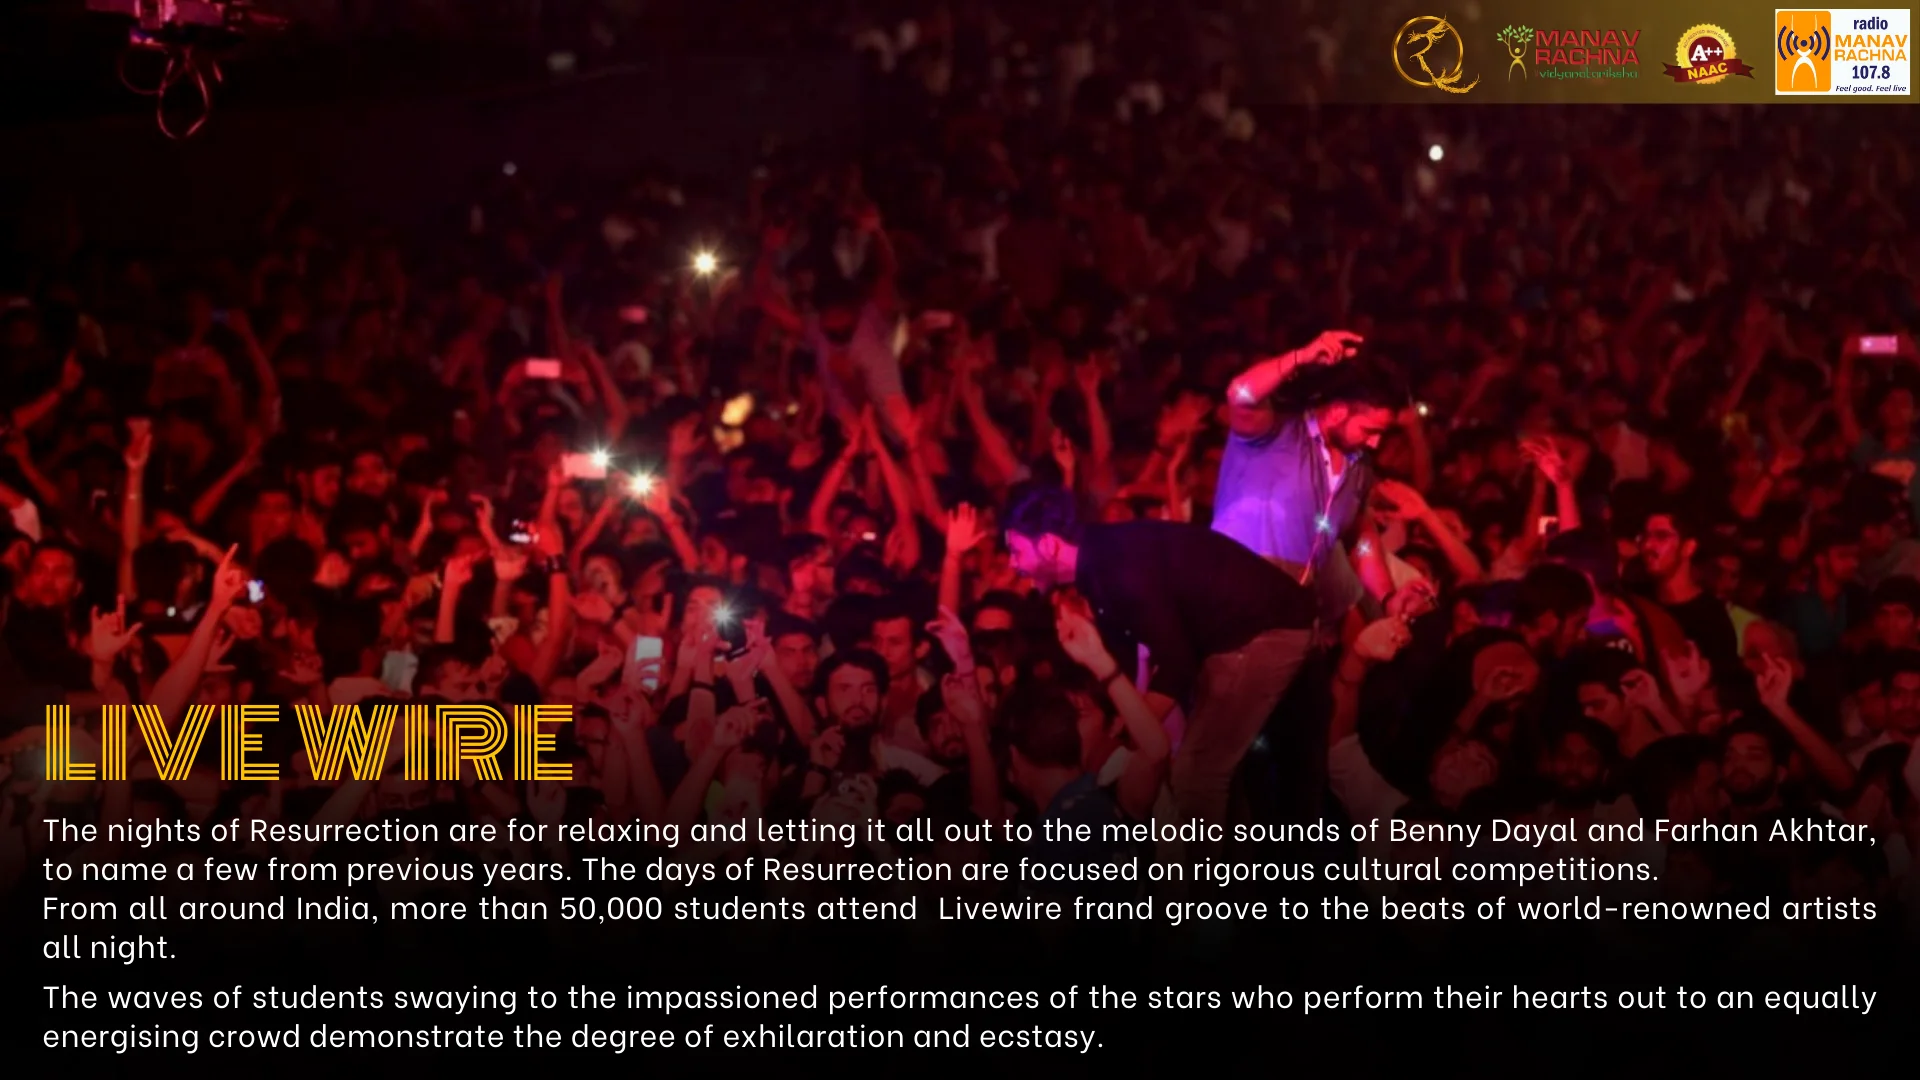 MANAV
RACHNA
vidyanatariksha
A++
NAAC
radio
MANAV
RACHNA
107.8
Feel good. Feel live
LIVEWIRE
The nights of Resurrection are for relaxing and letting it all out to the melodic sounds of Benny Dayal and Farhan Akhtar,
to name a few from previous years. The days of Resurrection are focused on rigorous cultural competitions.
From all around India, more than 50,000 students attend  Livewire frand groove to the beats of world-renowned artists
all night.
The waves of students swaying to the impassioned performances of the stars who perform their hearts out to an equally
energising crowd demonstrate the degree of exhilaration and ecstasy.